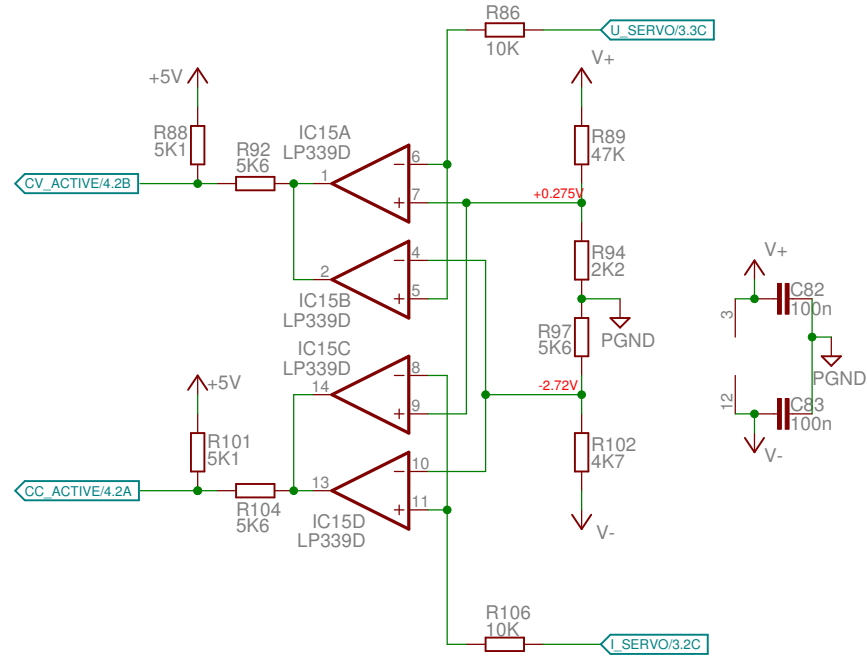 R86
10K
U_SERVO/3.3C
V+
+5V
R88
5K1
R92
5K6
IC15A
LP339D
6
7
1
CV_ACTIVE/4.2B
R89
47K
+0.275V
R94
2K2
4
5
2
IC15B
LP339D
PGND
R97
5K6
V+
C82
100n
3
PGND
12
C83
100n
V-
IC15C
LP339D
8
9
14
-2.72V
+5V
R101
5K1
R102
4K7
V-
10
11
13
CC_ACTIVE/4.2A
R104
5K6
IC15D
LP339D
R106
10K
I_SERVO/3.2C